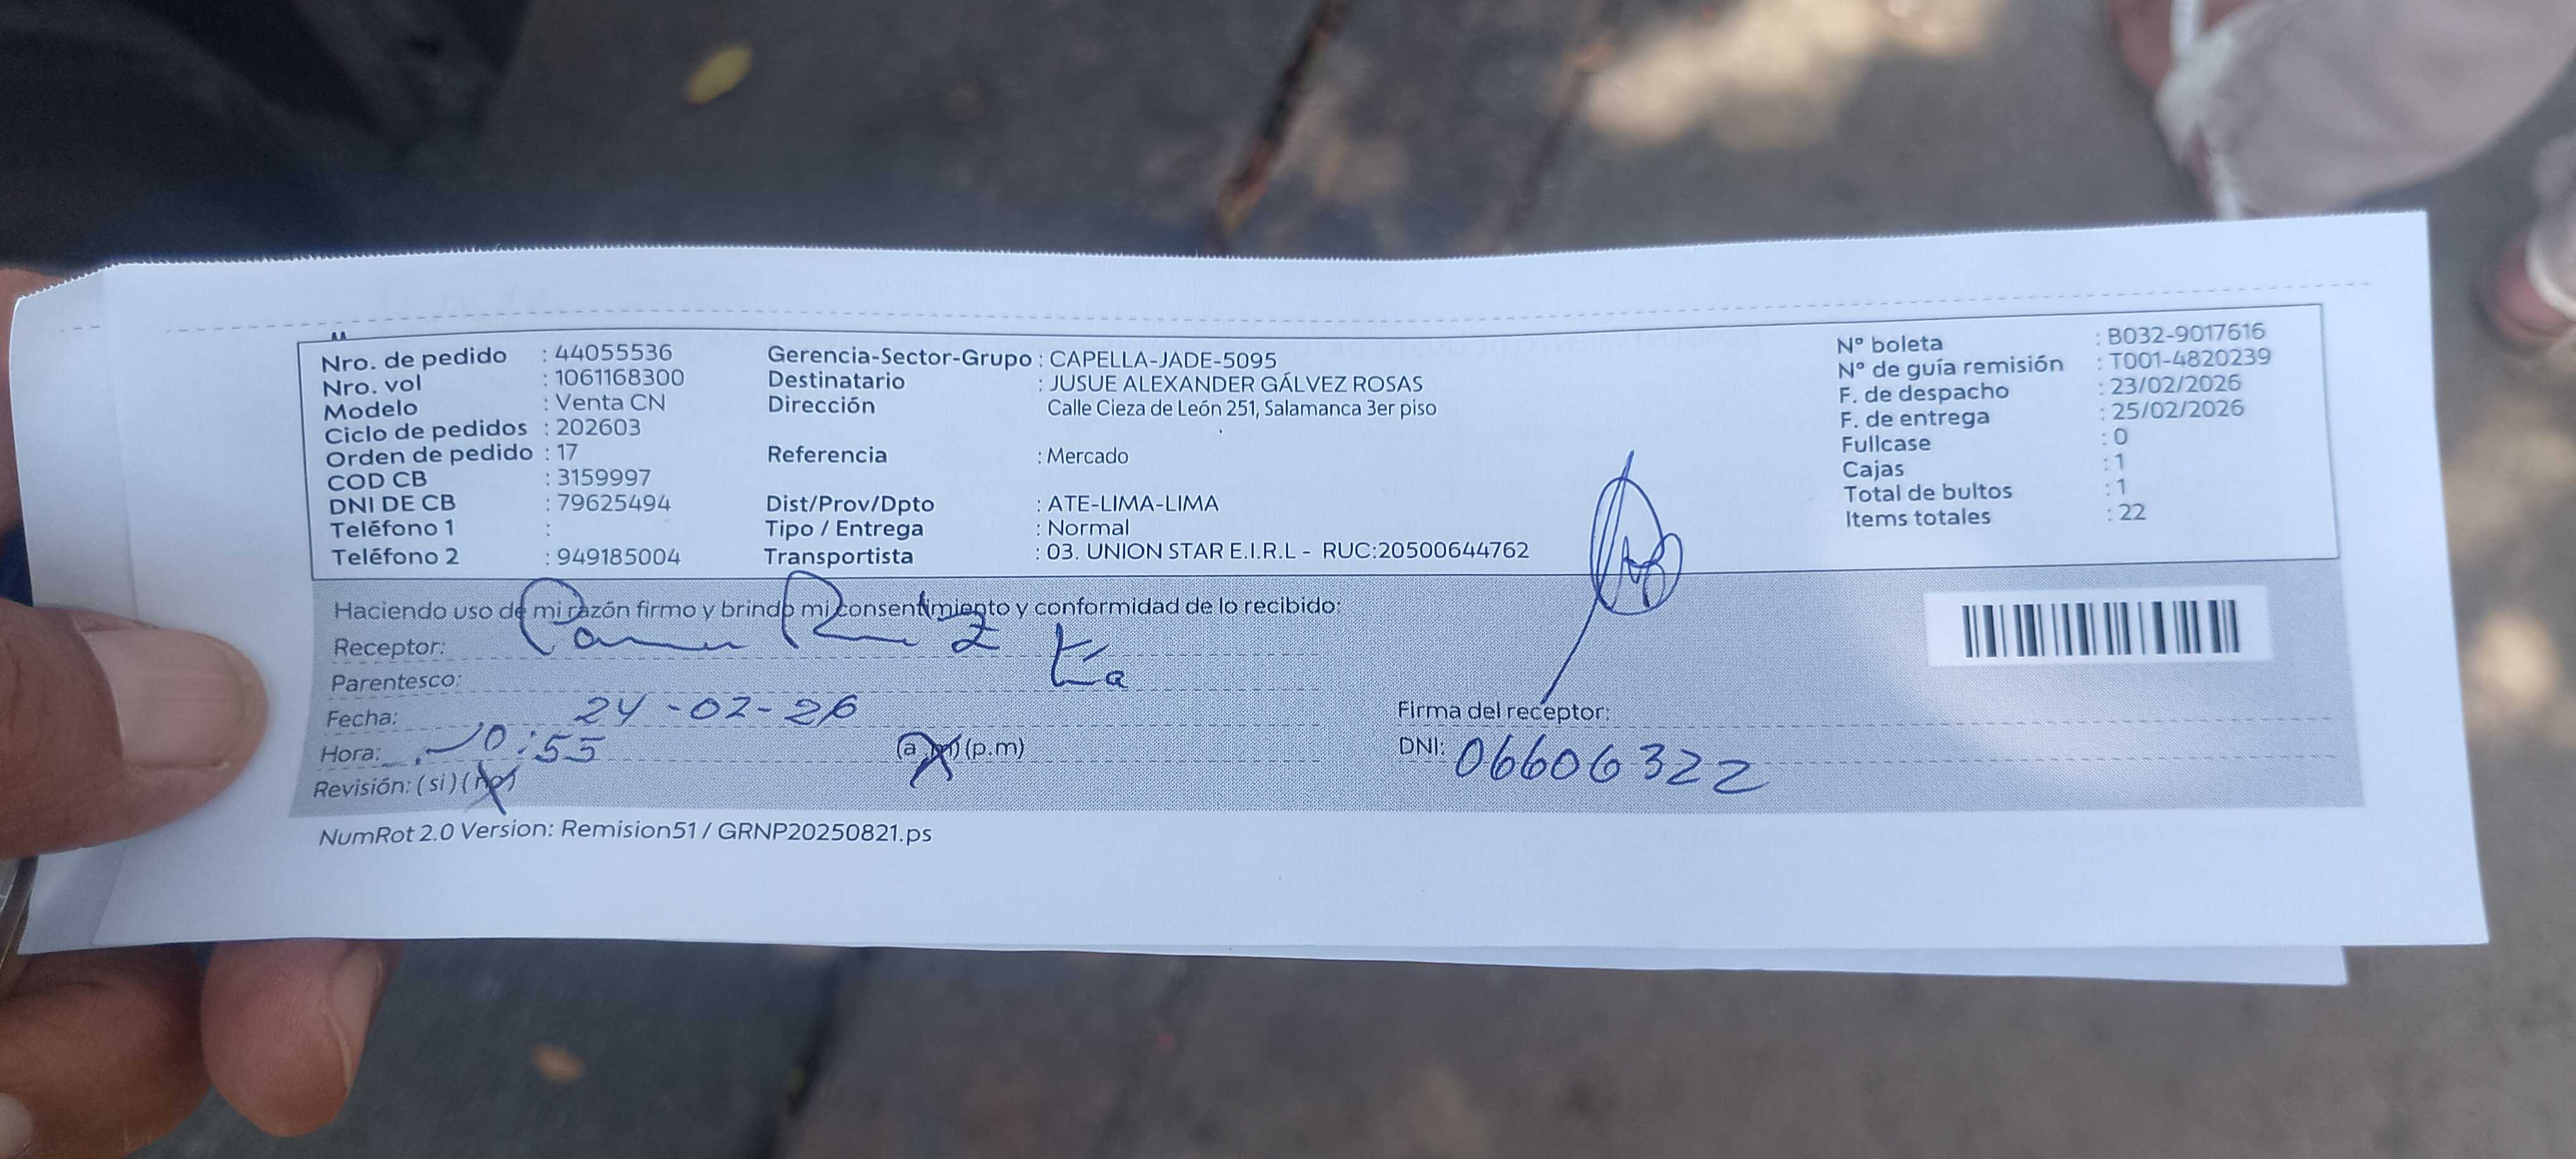 Nro. de pedido : 44055536
Nro. vol : 1061168300
Modelo : Venta CN
Ciclo de pedidos : 202603
Orden de pedido : 17
COD CB : 3159997
DNI DE CB : 79625494
Teléfono 1 :
Teléfono 2 : 949185004
Gerencia-Sector-Grupo : CAPELLA-JADE-5095
Destinatario : JUSUE ALEXANDER GÁLVEZ ROSAS
Dirección Calle Cieza de León 251, Salamanca 3er piso
Referencia : Mercado
Dist/Prov/Dpto : ATE-LIMA-LIMA
Tipo / Entrega : Normal
Transportista : 03. UNION STAR E.I.R.L - RUC:20500644762
Nº boleta : B032-9017616
Nº de guía remisión : T001-4820239
F. de despacho : 23/02/2026
F. de entrega : 25/02/2026
Fullcase : 0
Cajas : 1
Total de bultos : 1
Items totales : 22
Haciendo uso de mi razón firmo y brindo mi consentimiento y conformidad de lo recibido:
Receptor:
Parentesco:
Fecha: 24-02-26
Hora: 10:55 (a.m) (p.m)
Revisión: (si) (no)
Firma del receptor:
DNI: 06606322
NumRot 2.0 Version: Remision51 / GRNP20250821.ps